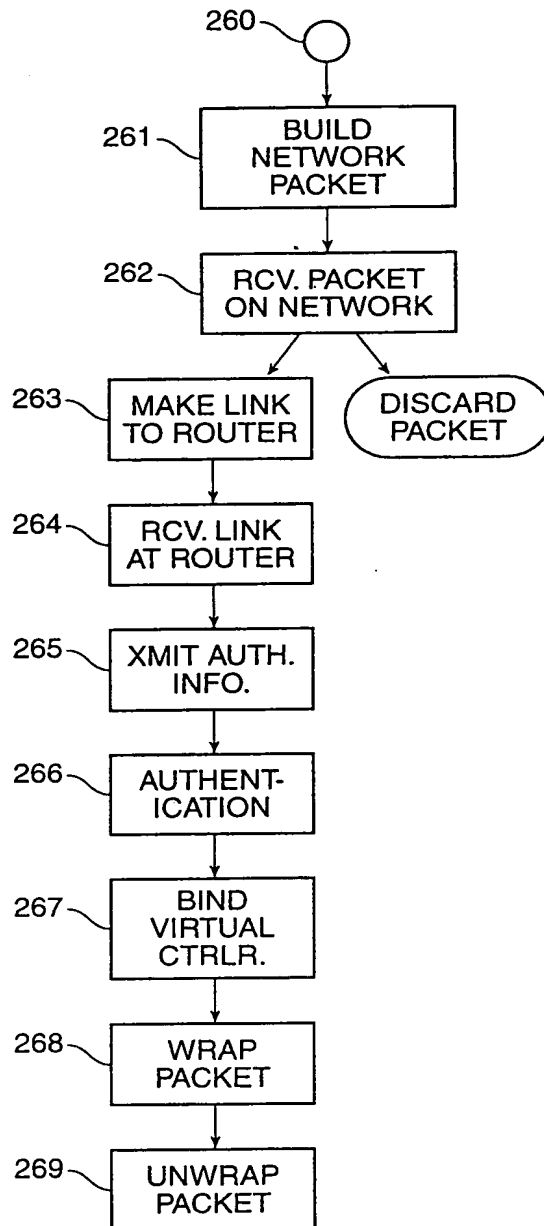 260
261
BUILD
NETWORK
PACKET
262
RCV. PACKET
ON NETWORK
263
MAKE LINK
TO ROUTER
DISCARD
PACKET
264
RCV. LINK
AT ROUTER
265
XMIT AUTH.
INFO.
266
AUTHENT-
ICATION
267
BIND
VIRTUAL
CTRLR.
268
WRAP
PACKET
269
UNWRAP
PACKET